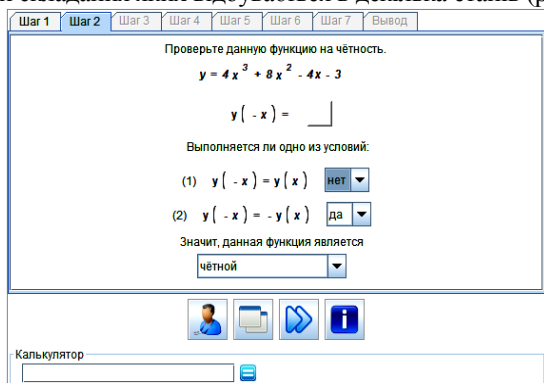 відбувається в декілька
Шаг 1 Шаг 2 Шаг 3 Шаг 4 Шаг 5 Шаг 6 Шаг 7 Вывод
Проверьте данную функцию на чётность.
y = 4x³ + 8x² - 4x - 3
y( -x) =
Выполняется ли одно из условий:
(1) y( -x) = y( x) нет
(2) y( -x) = -y( x) да
Значит, данная функция является
чётной
Калькулятор